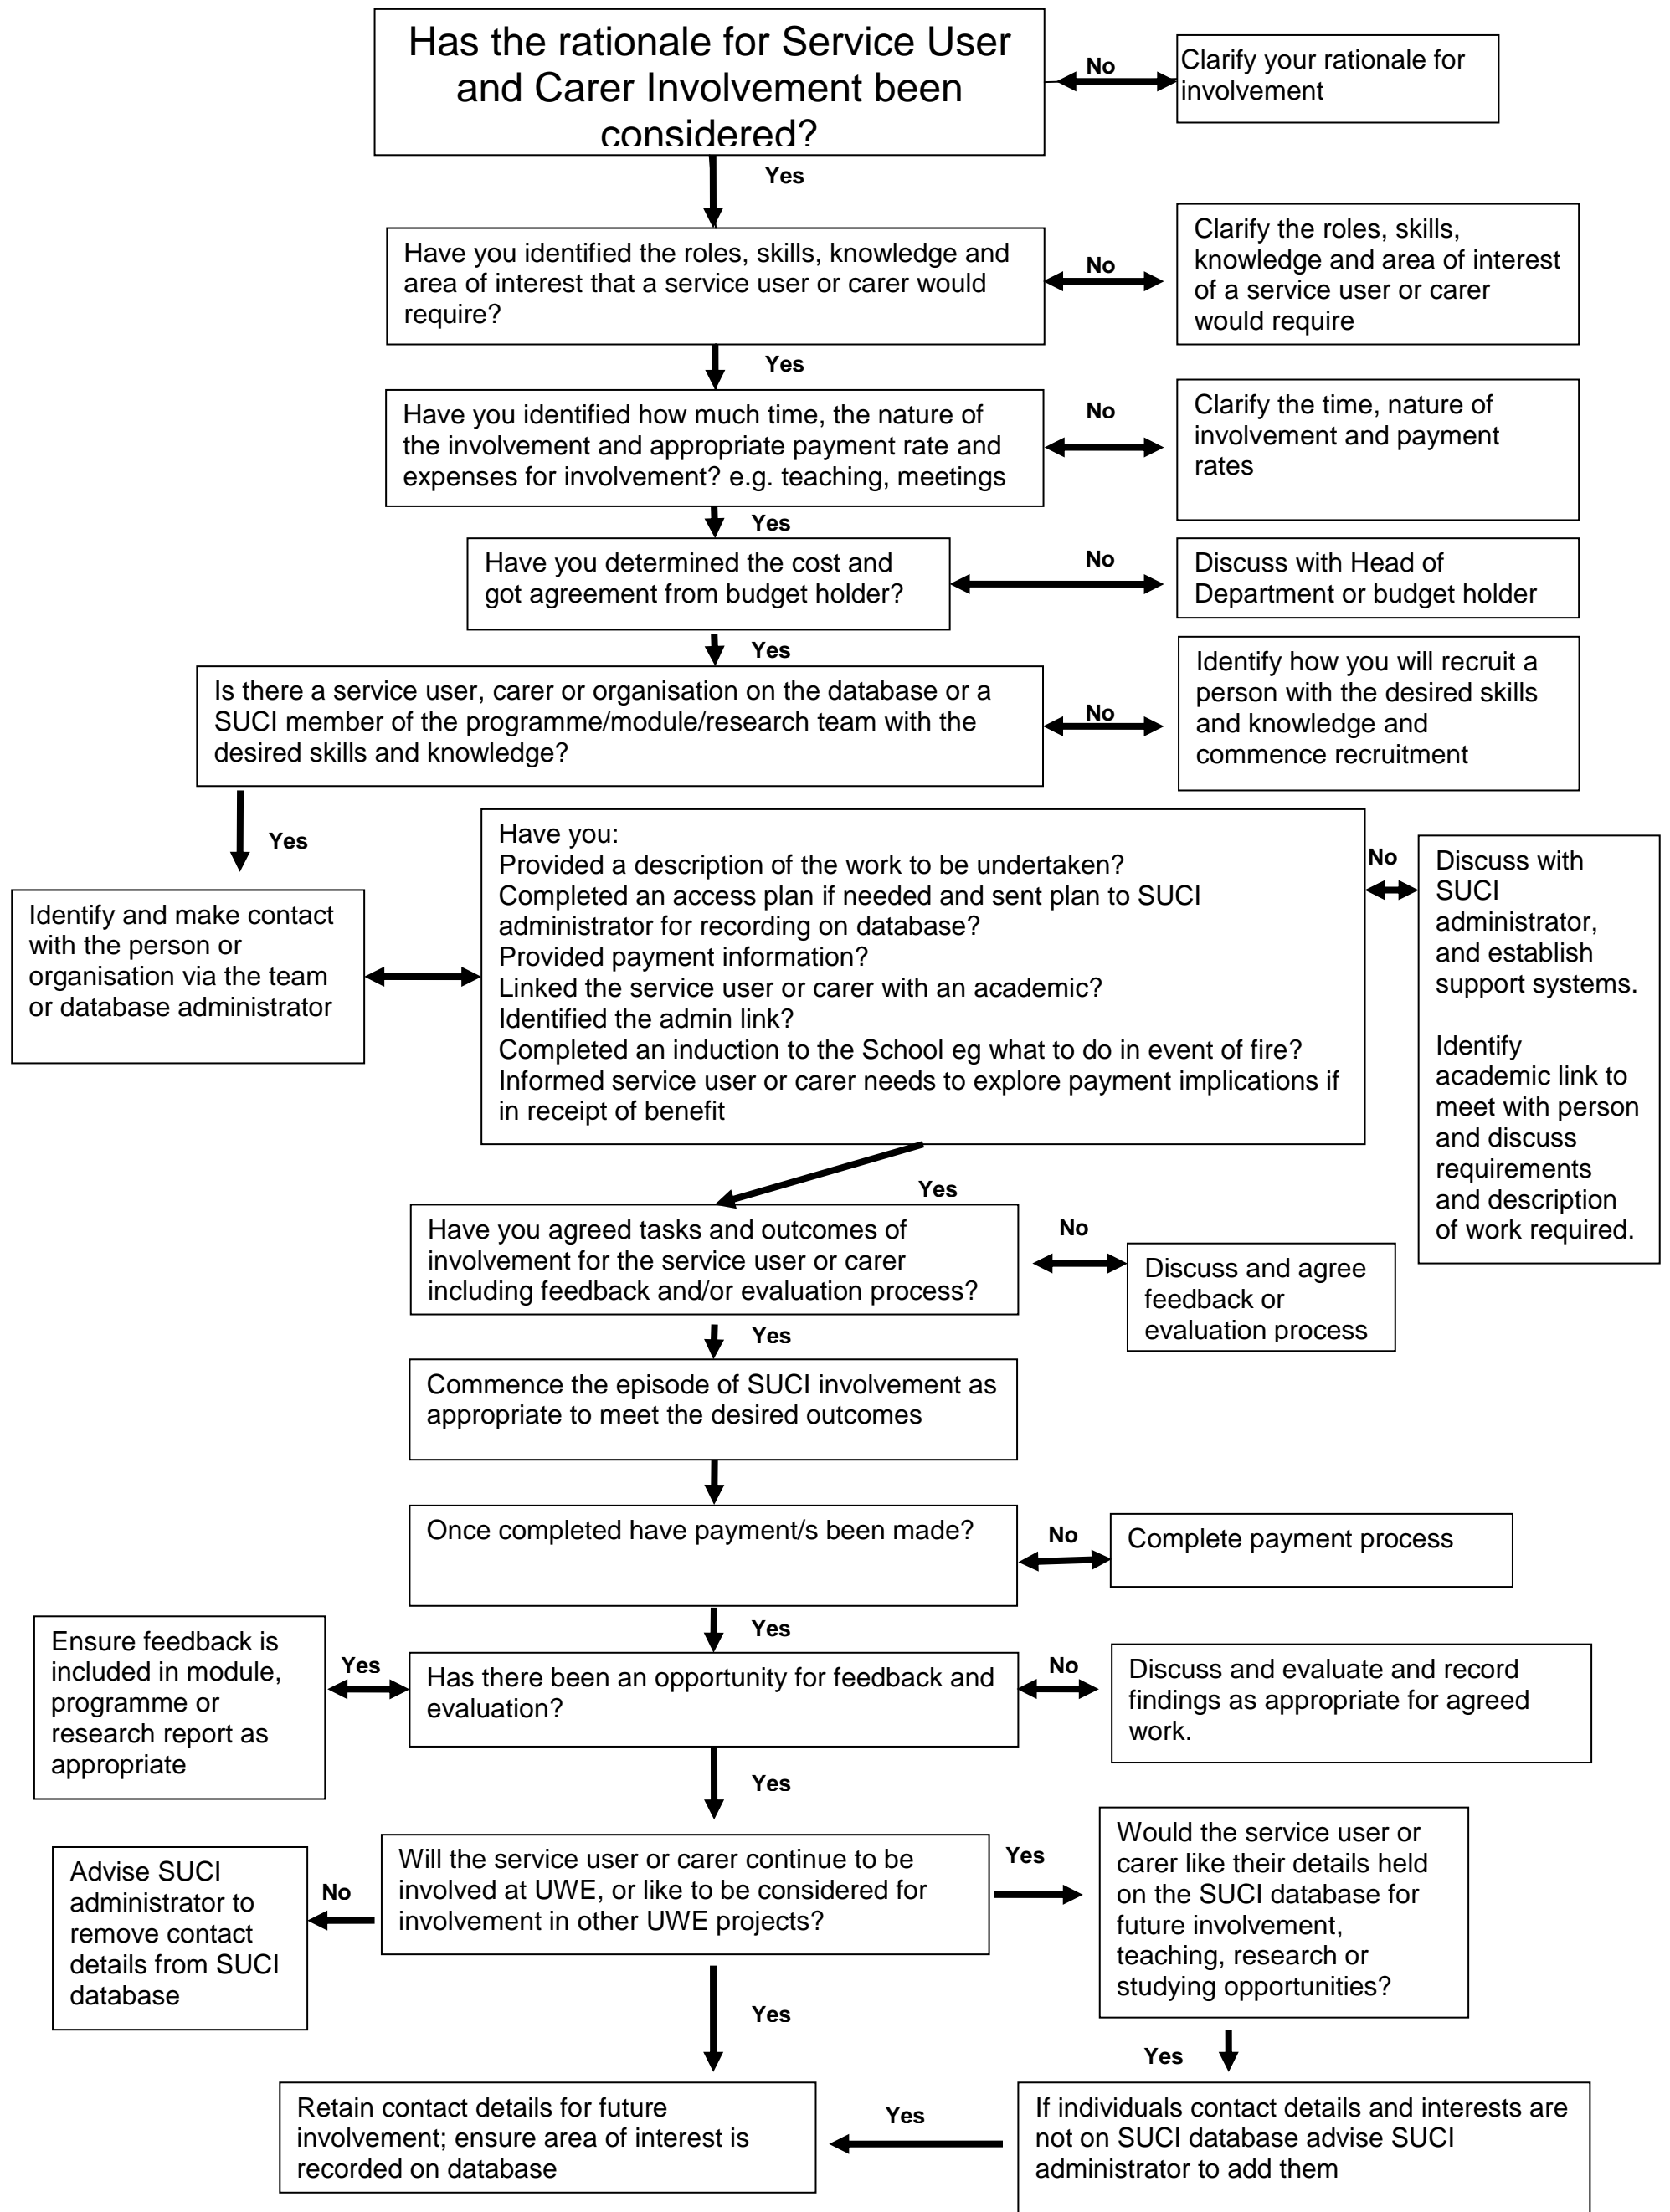 Has the rationale for Service User
and Carer Involvement been
considered?
No
Clarify your rationale for
involvement
Yes
Have you identified the roles, skills, knowledge and
area of interest that a service user or carer would
require?
No
Clarify the roles, skills,
knowledge and area of interest
of a service user or carer
would require
Yes
Have you identified how much time, the nature of
the involvement and appropriate payment rate and
expenses for involvement? e.g. teaching, meetings
No
Clarify the time, nature of
involvement and payment
rates
Yes
Have you determined the cost and
got agreement from budget holder?
No
Discuss with Head of
Department or budget holder
Yes
Is there a service user, carer or organisation on the database or a
SUCI member of the programme/module/research team with the
desired skills and knowledge?
No
Identify how you will recruit a
person with the desired skills
and knowledge and
commence recruitment
Yes
Identify and make contact
with the person or
organisation via the team
or database administrator
Have you:
Provided a description of the work to be undertaken?
Completed an access plan if needed and sent plan to SUCI
administrator for recording on database?
Provided payment information?
Linked the service user or carer with an academic?
Identified the admin link?
Completed an induction to the School eg what to do in event of fire?
Informed service user or carer needs to explore payment implications if
in receipt of benefit
No
Discuss with
SUCI
administrator,
and establish
support systems.
Identify
academic link to
meet with person
and discuss
requirements
and description
of work required.
Yes
Have you agreed tasks and outcomes of
involvement for the service user or carer
including feedback and/or evaluation process?
No
Discuss and agree
feedback or
evaluation process
Yes
Commence the episode of SUCI involvement as
appropriate to meet the desired outcomes
Once completed have payment/s been made?
No
Complete payment process
Yes
Ensure feedback is
included in module,
programme or
research report as
appropriate
Yes
Has there been an opportunity for feedback and
evaluation?
No
Discuss and evaluate and record
findings as appropriate for agreed
work.
Yes
Advise SUCI
administrator to
remove contact
details from SUCI
database
No
Will the service user or carer continue to be
involved at UWE, or like to be considered for
involvement in other UWE projects?
Yes
Would the service user or
carer like their details held
on the SUCI database for
future involvement,
teaching, research or
studying opportunities?
Yes
Yes
Retain contact details for future
involvement; ensure area of interest is
recorded on database
Yes
If individuals contact details and interests are
not on SUCI database advise SUCI
administrator to add them